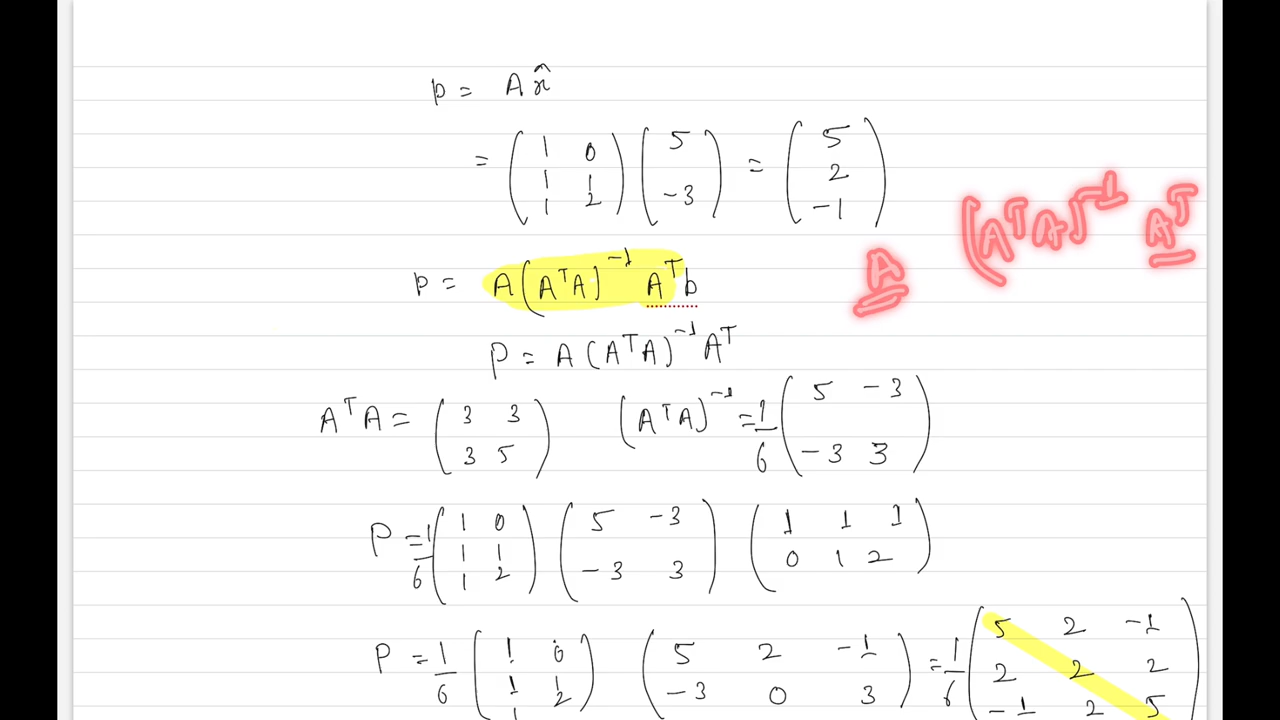 p = A x̂
= ( 1 0 ; 1 1 ; 1 2 ) ( 5 ; -3 ) = ( 5 ; 2 ; -1 )
(AᵀA)⁻¹ Aᵀ
A
p = A(AᵀA)⁻¹ Aᵀb
P = A(AᵀA)⁻¹Aᵀ
AᵀA = ( 3 3 ; 3 5 ) (AᵀA)⁻¹ = 1/6 ( 5 -3 ; -3 3 )
P = 1/6 ( 1 0 ; 1 1 ; 1 2 ) ( 5 -3 ; -3 3 ) ( 1 1 1 ; 0 1 2 )
P = 1/6 ( 1 0 ; 1 1 ; 1 2 ) ( 5 2 -1 ; -3 0 3 ) = 1/6 ( 5 2 -1 ; 2 2 2 ; -1 2 5 )